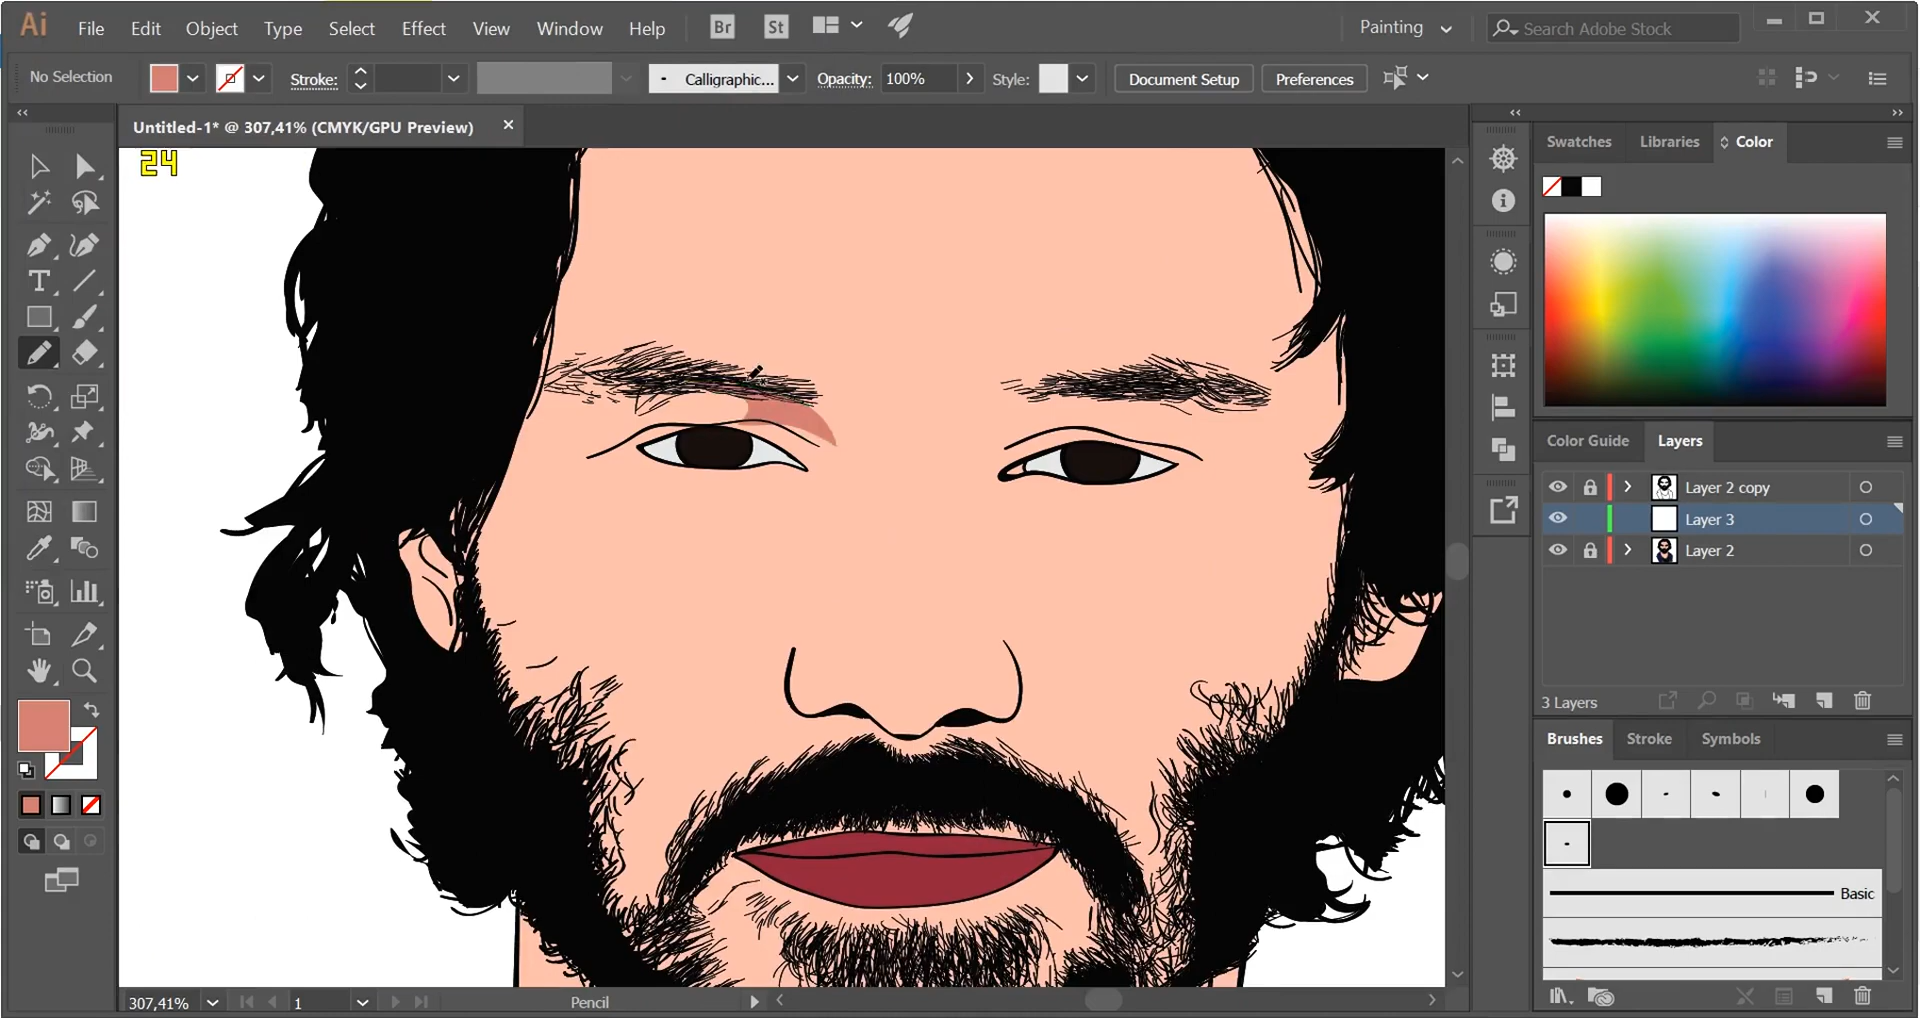 Ai File Edit Object Type Select Effect View Window Help Br St Painting Search Adobe Stock
No Selection Stroke: Calligraphic... Opacity: 100% Style: Document Setup Preferences
Untitled-1* @ 307,41% (CMYK/GPU Preview)
24
Swatches Libraries Color
Color Guide Layers
Layer 2 copy
Layer 3
Layer 2
3 Layers
Brushes Stroke Symbols
Basic
307,41% 1 Pencil